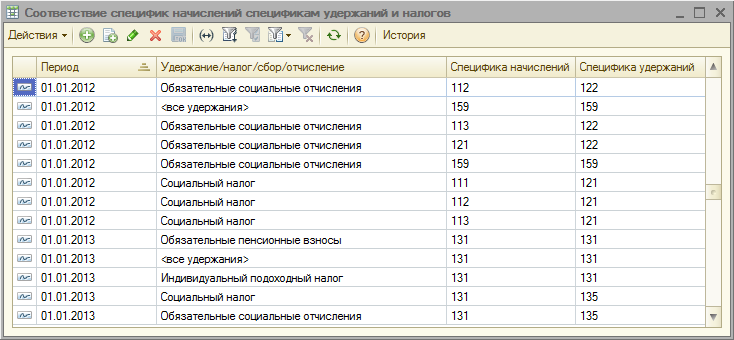 Соответствие специфик начислений спецификам удержаний и налогов
Действия История
Период Удержание/налог/сбор/отчисление Специфика начислений Специфика удержаний
01.01.2012 Обязательные социальные отчисления 112 122
01.01.2012 <все удержания> 159 159
01.01.2012 Обязательные социальные отчисления 113 122
01.01.2012 Обязательные социальные отчисления 121 122
01.01.2012 Обязательные социальные отчисления 159 159
01.01.2012 Социальный налог 111 121
01.01.2012 Социальный налог 112 121
01.01.2012 Социальный налог 113 121
01.01.2013 Обязательные пенсионные взносы 131 131
01.01.2013 <все удержания> 131 131
01.01.2013 Индивидуальный подоходный налог 131 131
01.01.2013 Социальный налог 131 135
01.01.2013 Обязательные социальные отчисления 131 135